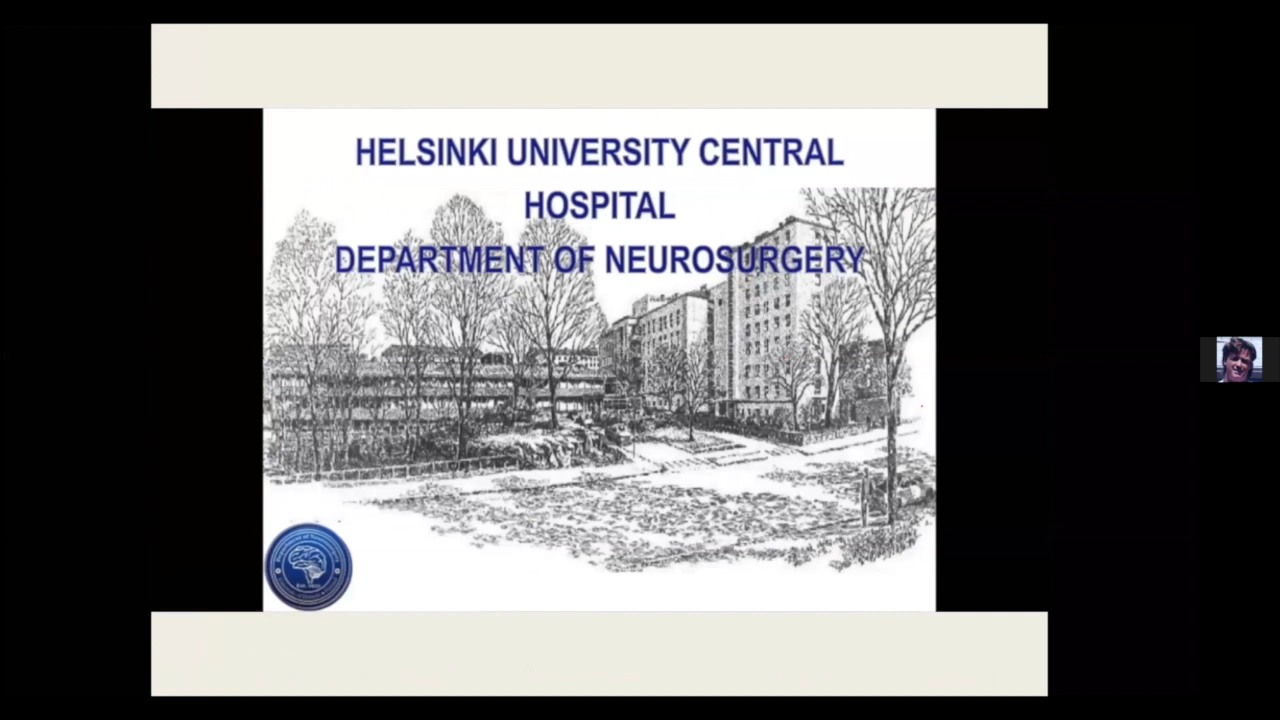 HELSINKI UNIVERSITY CENTRAL
HOSPITAL
DEPARTMENT OF NEUROSURGERY